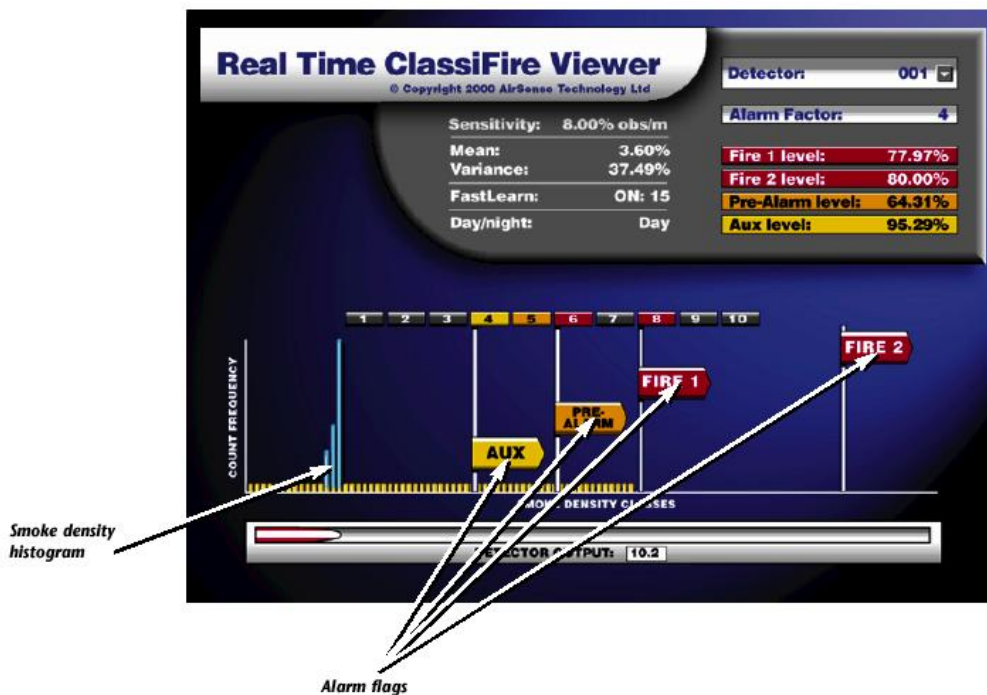 Real Time ClassiFire Viewer
© Copyright 2000 AirSense Technology Ltd
Detector: 001
Alarm Factor: 4
Sensitivity: 8.00% obs/m
Mean: 3.60%
Variance: 37.49%
FastLearn: ON: 15
Day/night: Day
Fire 1 level: 77.97%
Fire 2 level: 80.00%
Pre-Alarm level: 64.31%
Aux level: 95.29%
1 2 3 4 5 6 7 8 9 10
FIRE 2
FIRE 1
PRE-
ALARM
AUX
COUNT FREQUENCY
SMOKE DENSITY CLASSES
DETECTOR OUTPUT: 10.2
Smoke density
histogram
Alarm flags